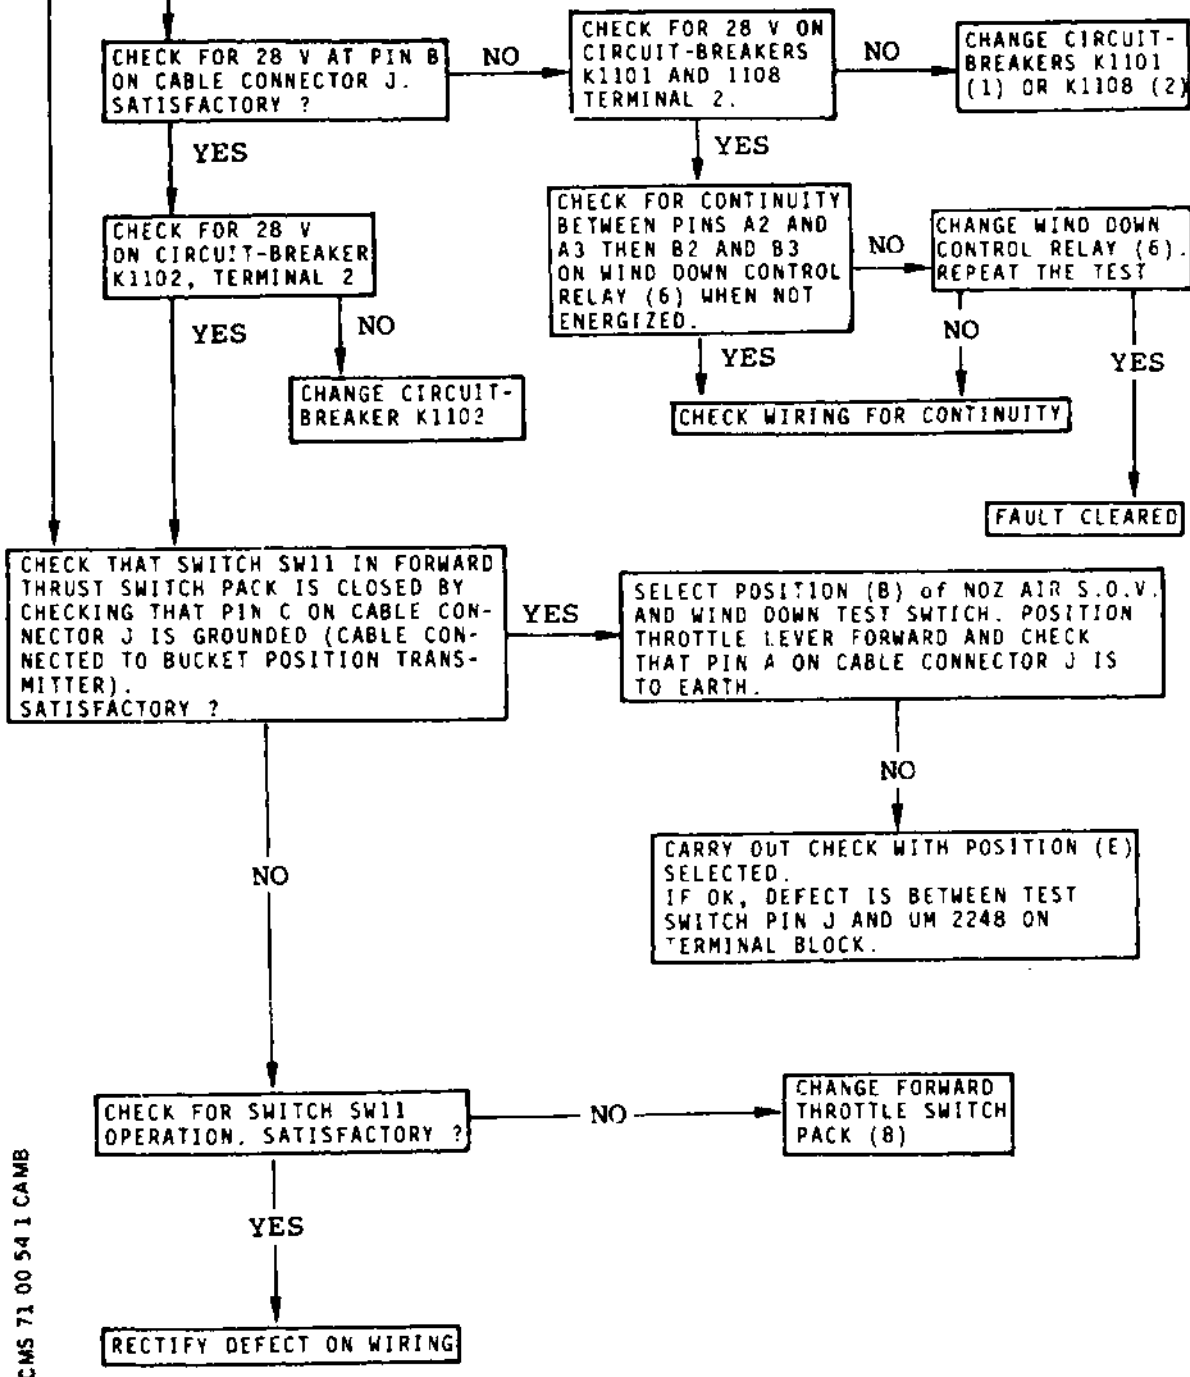 CHECK FOR 28 V AT PIN B
ON CABLE CONNECTOR J.
SATISFACTORY ?
NO
CHECK FOR 28 V ON
CIRCUIT-BREAKERS
K1101 AND 1108
TERMINAL 2.
NO
CHANGE CIRCUIT-
BREAKERS K1101
(1) OR K1108 (2)
YES
YES
CHECK FOR 28 V
ON CIRCUIT-BREAKER
K1102, TERMINAL 2
CHECK FOR CONTINUITY
BETWEEN PINS A2 AND
A3 THEN B2 AND B3
ON WIND DOWN CONTROL
RELAY (6) WHEN NOT
ENERGIZED.
NO
CHANGE WIND DOWN
CONTROL RELAY (6).
REPEAT THE TEST
YES
NO
YES
NO
YES
CHANGE CIRCUIT-
BREAKER K1102
CHECK WIRING FOR CONTINUITY
FAULT CLEARED
CHECK THAT SWITCH SW11 IN FORWARD
THRUST SWITCH PACK IS CLOSED BY
CHECKING THAT PIN C ON CABLE CON-
NECTOR J IS GROUNDED (CABLE CON-
NECTED TO BUCKET POSITION TRANS-
MITTER).
SATISFACTORY ?
YES
SELECT POSITION (B) of NOZ AIR S.O.V.
AND WIND DOWN TEST SWTICH. POSITION
THROTTLE LEVER FORWARD AND CHECK
THAT PIN A ON CABLE CONNECTOR J IS
TO EARTH.
NO
NO
CARRY OUT CHECK WITH POSITION (E)
SELECTED.
IF OK, DEFECT IS BETWEEN TEST
SWITCH PIN J AND UM 2248 ON
TERMINAL BLOCK.
CHECK FOR SWITCH SW11
OPERATION. SATISFACTORY ?
NO
CHANGE FORWARD
THROTTLE SWITCH
PACK (8)
YES
RECTIFY DEFECT ON WIRING
CMS 71 00 54 1 CAMB